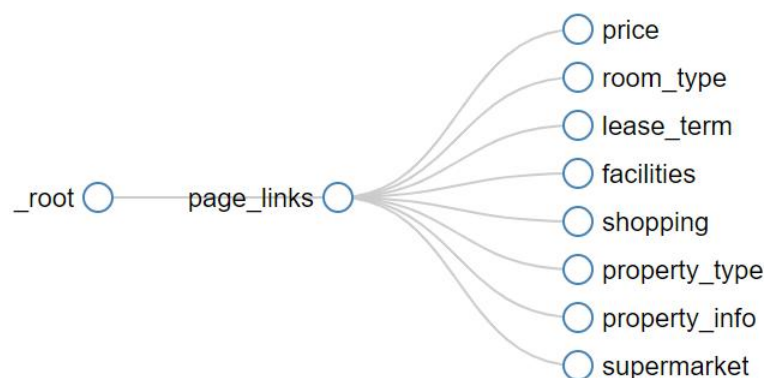 _root
page_links
price
room_type
lease_term
facilities
shopping
property_type
property_info
supermarket